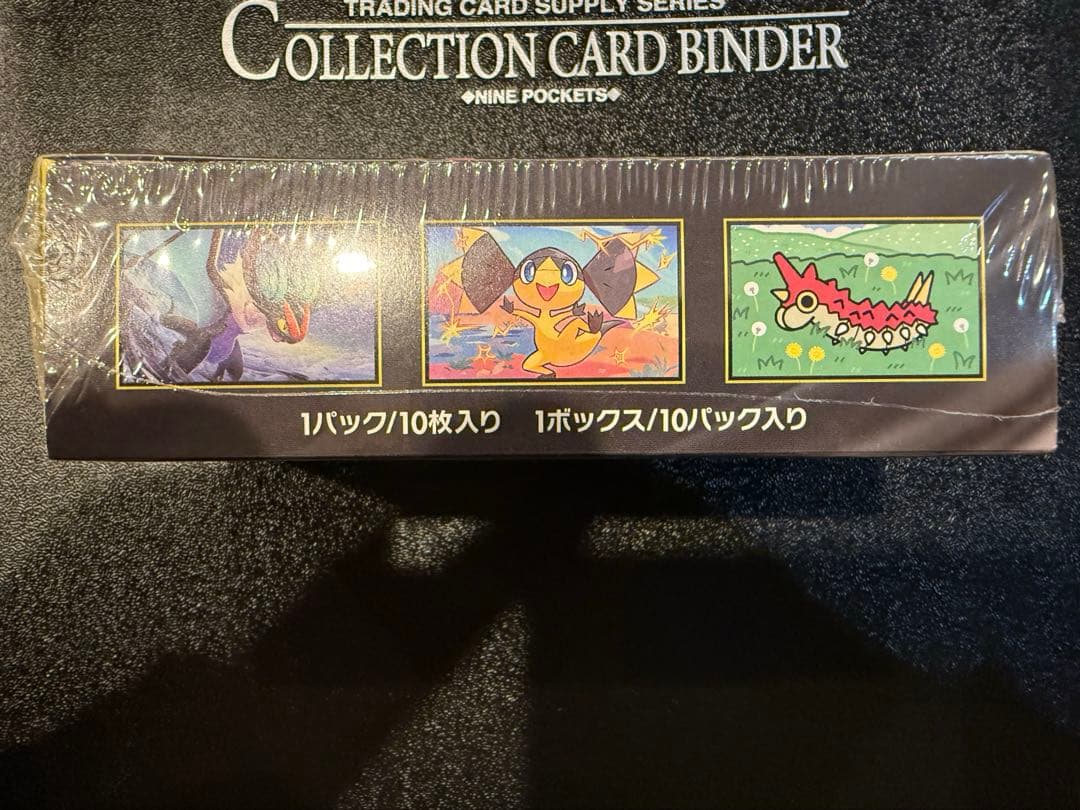 TRADING CARD SUPPLY SERIES
COLLECTION CARD BINDER
◆NINE POCKETS◆
1パック/10枚入り 1ボックス/10パック入り